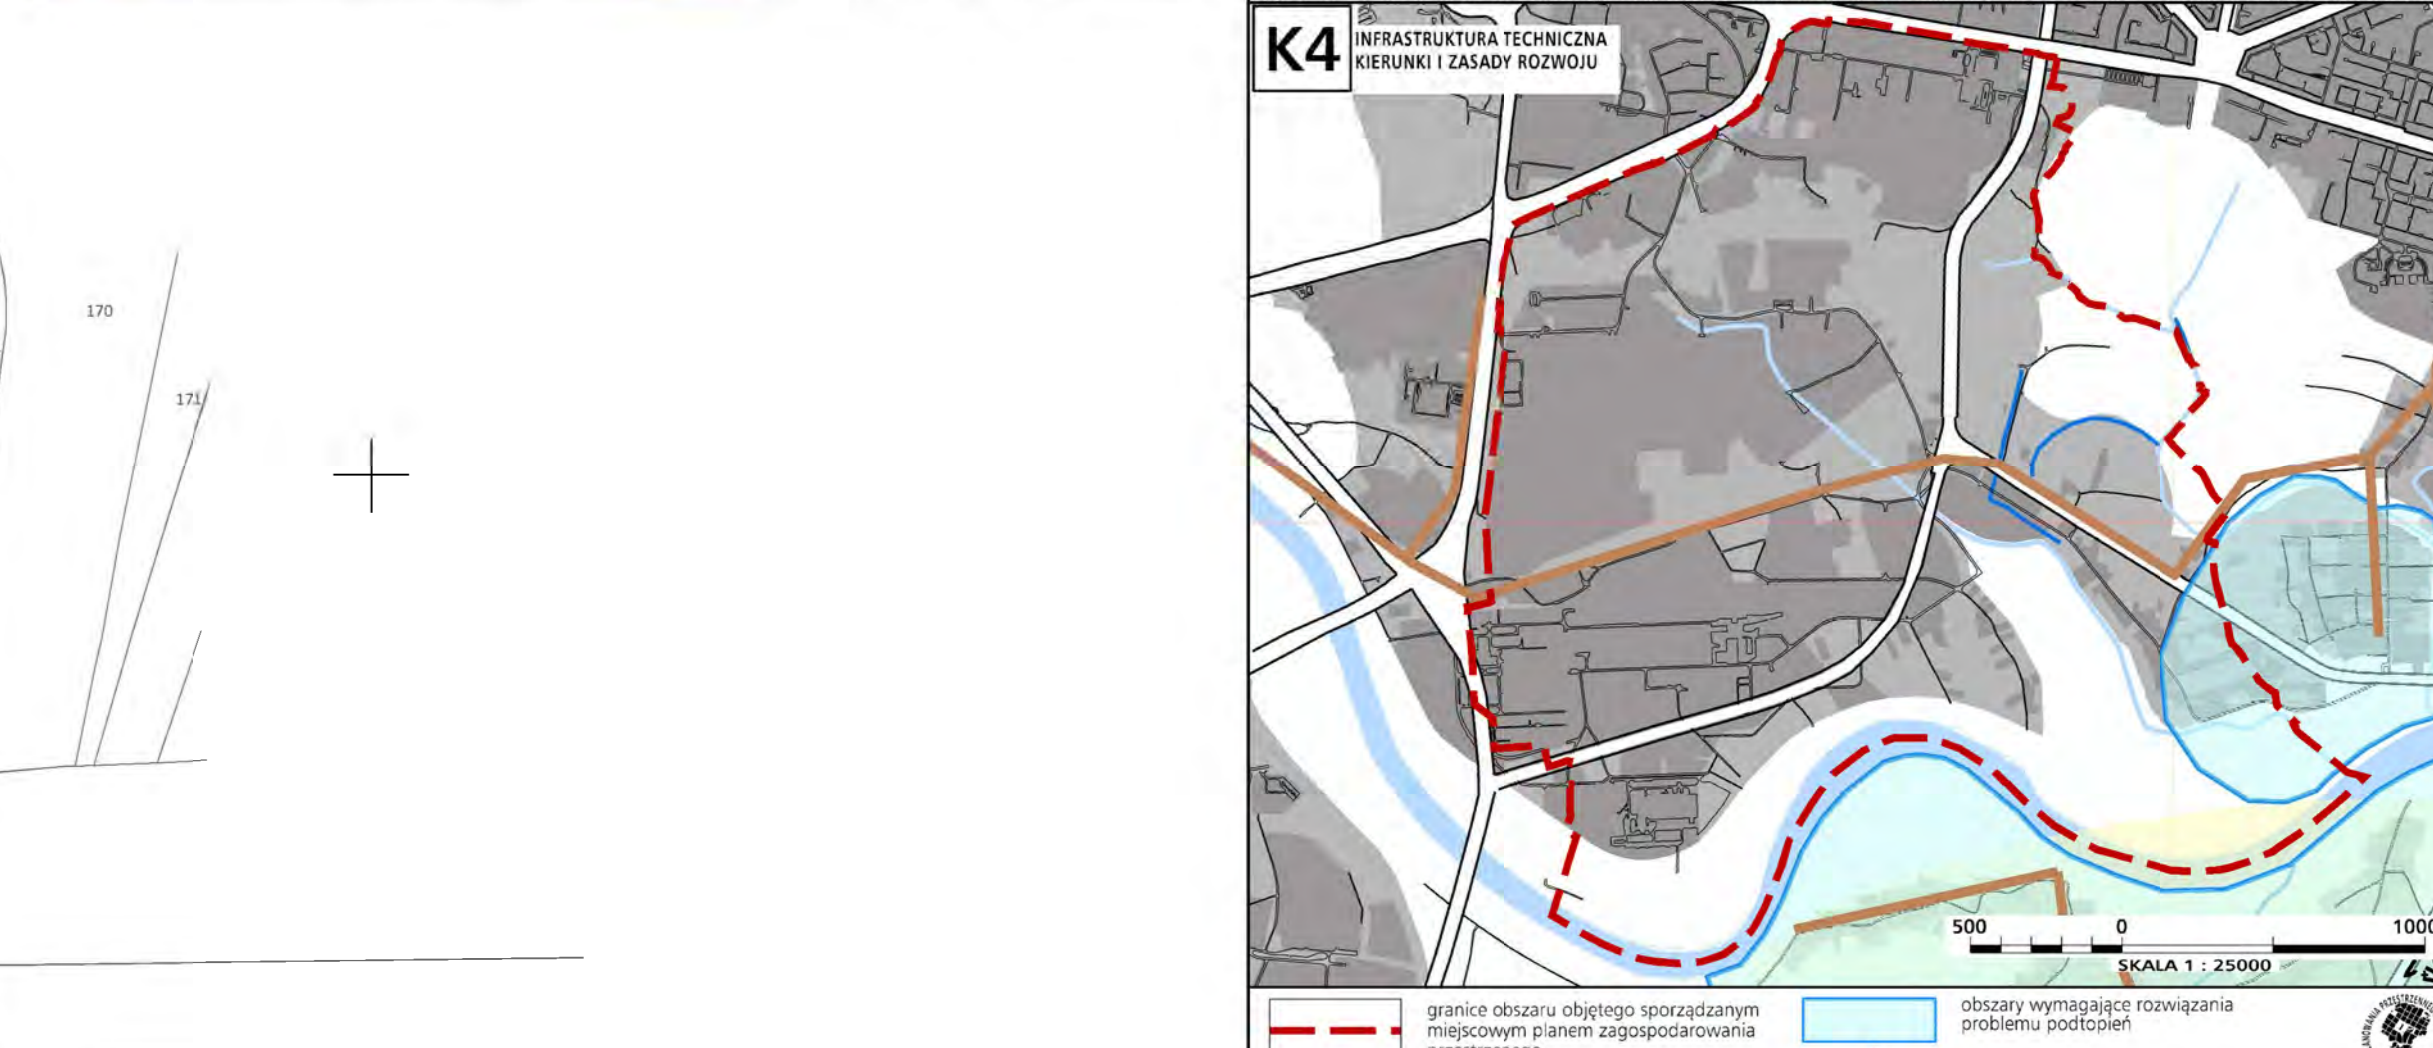 170
171
K4
INFRASTRUKTURA TECHNICZNA
KIERUNKI I ZASADY ROZWOJU
500 0 1000
SKALA 1 : 25000
granice obszaru objętego sporządzanym
miejscowym planem zagospodarowania
obszary wymagające rozwiązania
problemu podtopień